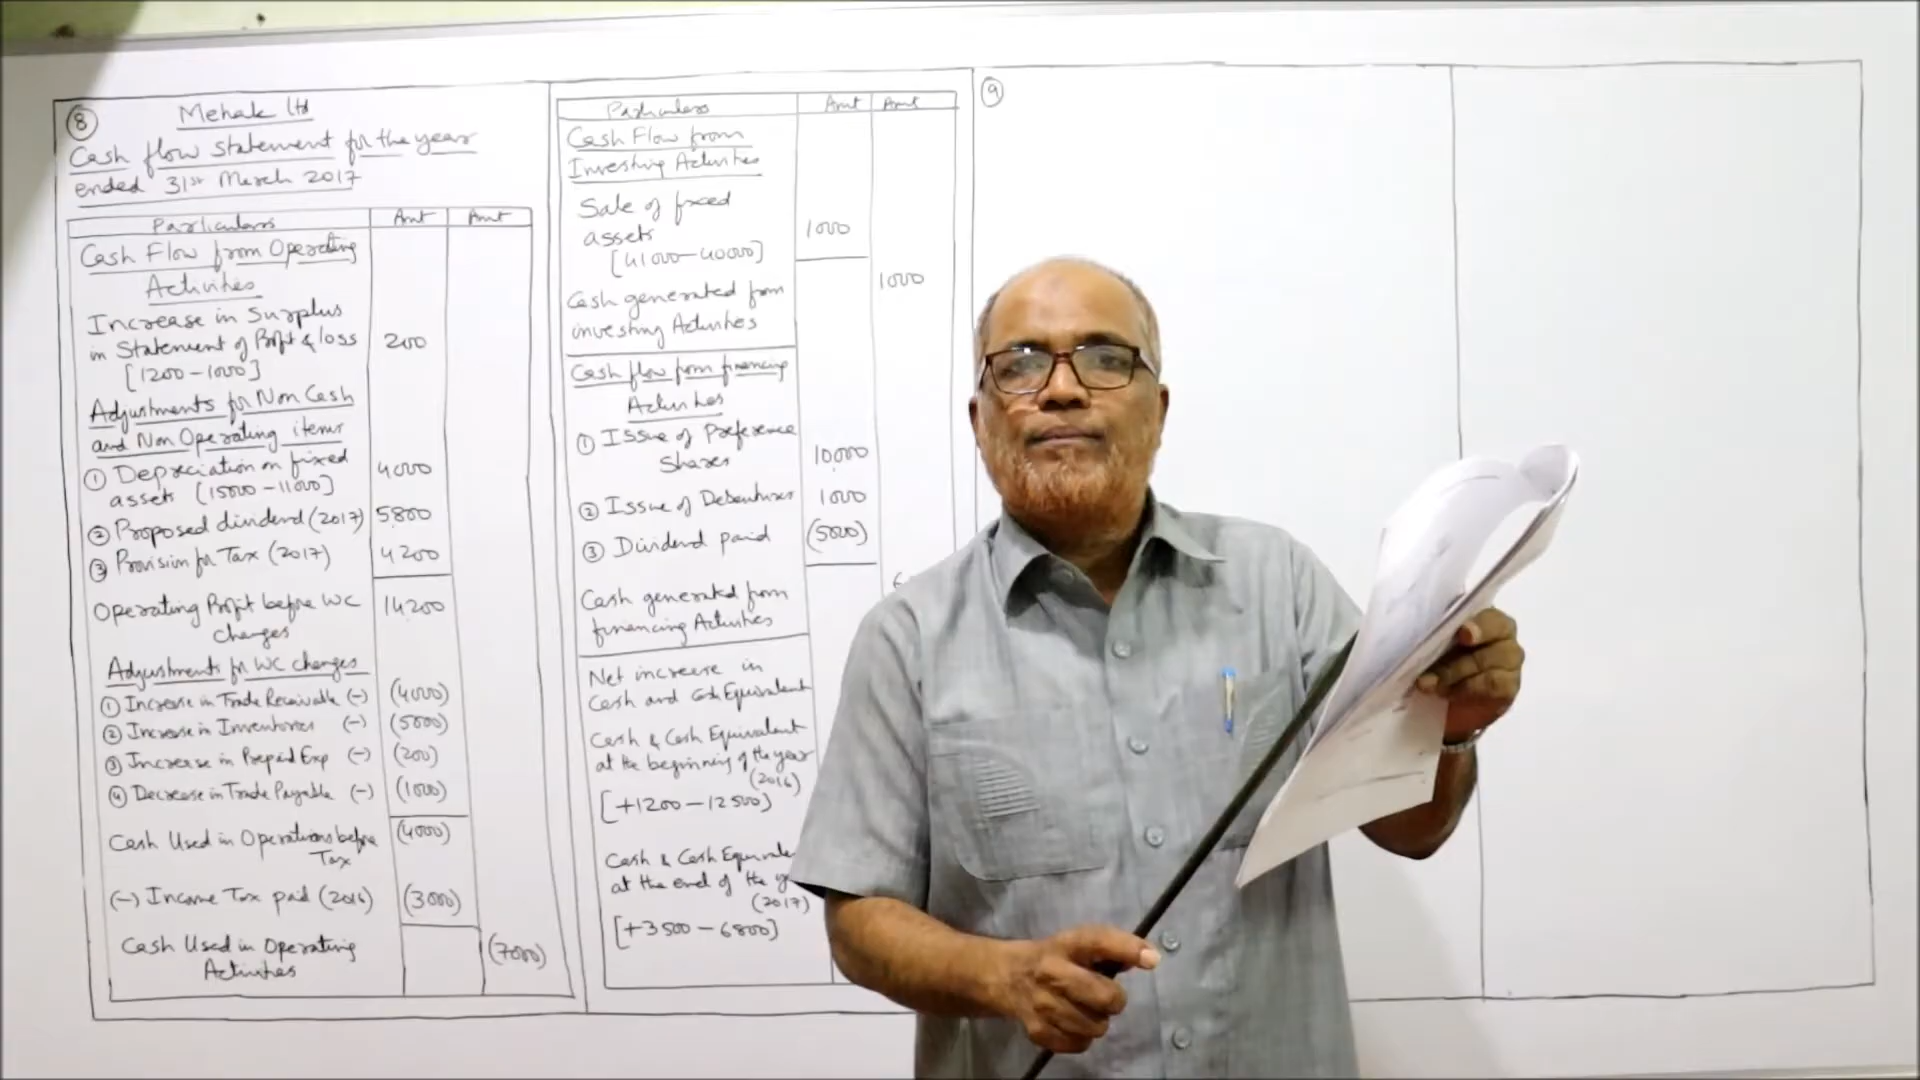 8
Mehak Ltd
Cash flow statement for the year
ended 31st March 2017
Particulars Amt Amt
Cash Flow from Operating
Activities
Increase in Surplus
in Statement of Profit & loss 200
[1200-1000]
Adjustments for Non Cash
and Non Operating items
① Depreciation on fixed 4000
assets [15000-11000]
② Proposed dividend (2017) 5800
③ Provision for Tax (2017) 4200
Operating Profit before WC 14200
changes
Adjustments for WC changes
① Increase in Trade Receivable (-) (4000)
② Increase in Inventories (-) (5000)
③ Increase in Prepaid Exp (-) (200)
④ Decrease in Trade Payable (-) (1000)
Cash Used in Operations before (4000)
Tax
(-) Income Tax paid (2016) (3000)
Cash Used in Operating (7000)
Activities
Particulars Amt Amt
Cash Flow from
Investing Activities
Sale of fixed
assets 1000
[41000-40000]
Cash generated from 1000
investing Activities
Cash flow from financing
Activities
① Issue of Preference 10,000
Shares
② Issue of Debentures 1000
③ Dividend paid (5000)
Cash generated from
financing Activities
Net increase in
Cash and Cash Equivalent
Cash & Cash Equivalent
at the beginning of the year
(2016)
[+1200-12500]
Cash & Cash
at the end of the
(2017)
[+3500-6800]
9